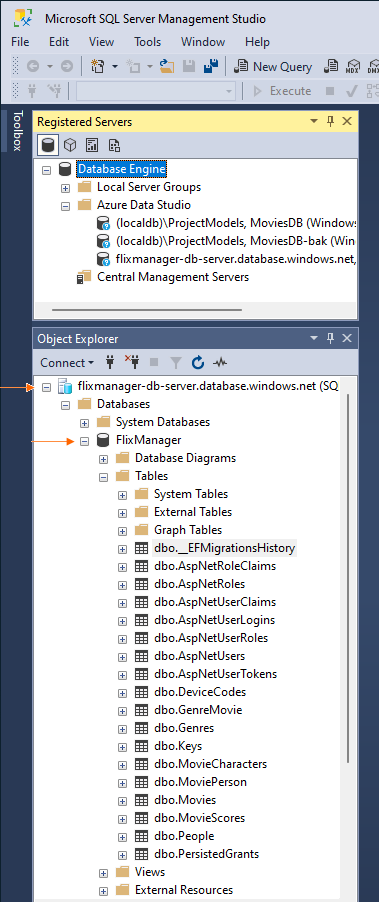 Microsoft SQL Server Management Studio
File Edit View Tools Window Help
New Query MDX DMX
Execute
Toolbox
Registered Servers
Database Engine
Local Server Groups
Azure Data Studio
(localdb)\ProjectModels, MoviesDB (Windows
(localdb)\ProjectModels, MoviesDB-bak (Win
flixmanager-db-server.database.windows.net,
Central Management Servers
Object Explorer
Connect
flixmanager-db-server.database.windows.net (SQ
Databases
System Databases
FlixManager
Database Diagrams
Tables
System Tables
External Tables
Graph Tables
dbo.__EFMigrationsHistory
dbo.AspNetRoleClaims
dbo.AspNetRoles
dbo.AspNetUserClaims
dbo.AspNetUserLogins
dbo.AspNetUserRoles
dbo.AspNetUsers
dbo.AspNetUserTokens
dbo.DeviceCodes
dbo.GenreMovie
dbo.Genres
dbo.Keys
dbo.MovieCharacters
dbo.MoviePerson
dbo.Movies
dbo.MovieScores
dbo.People
dbo.PersistedGrants
Views
External Resources